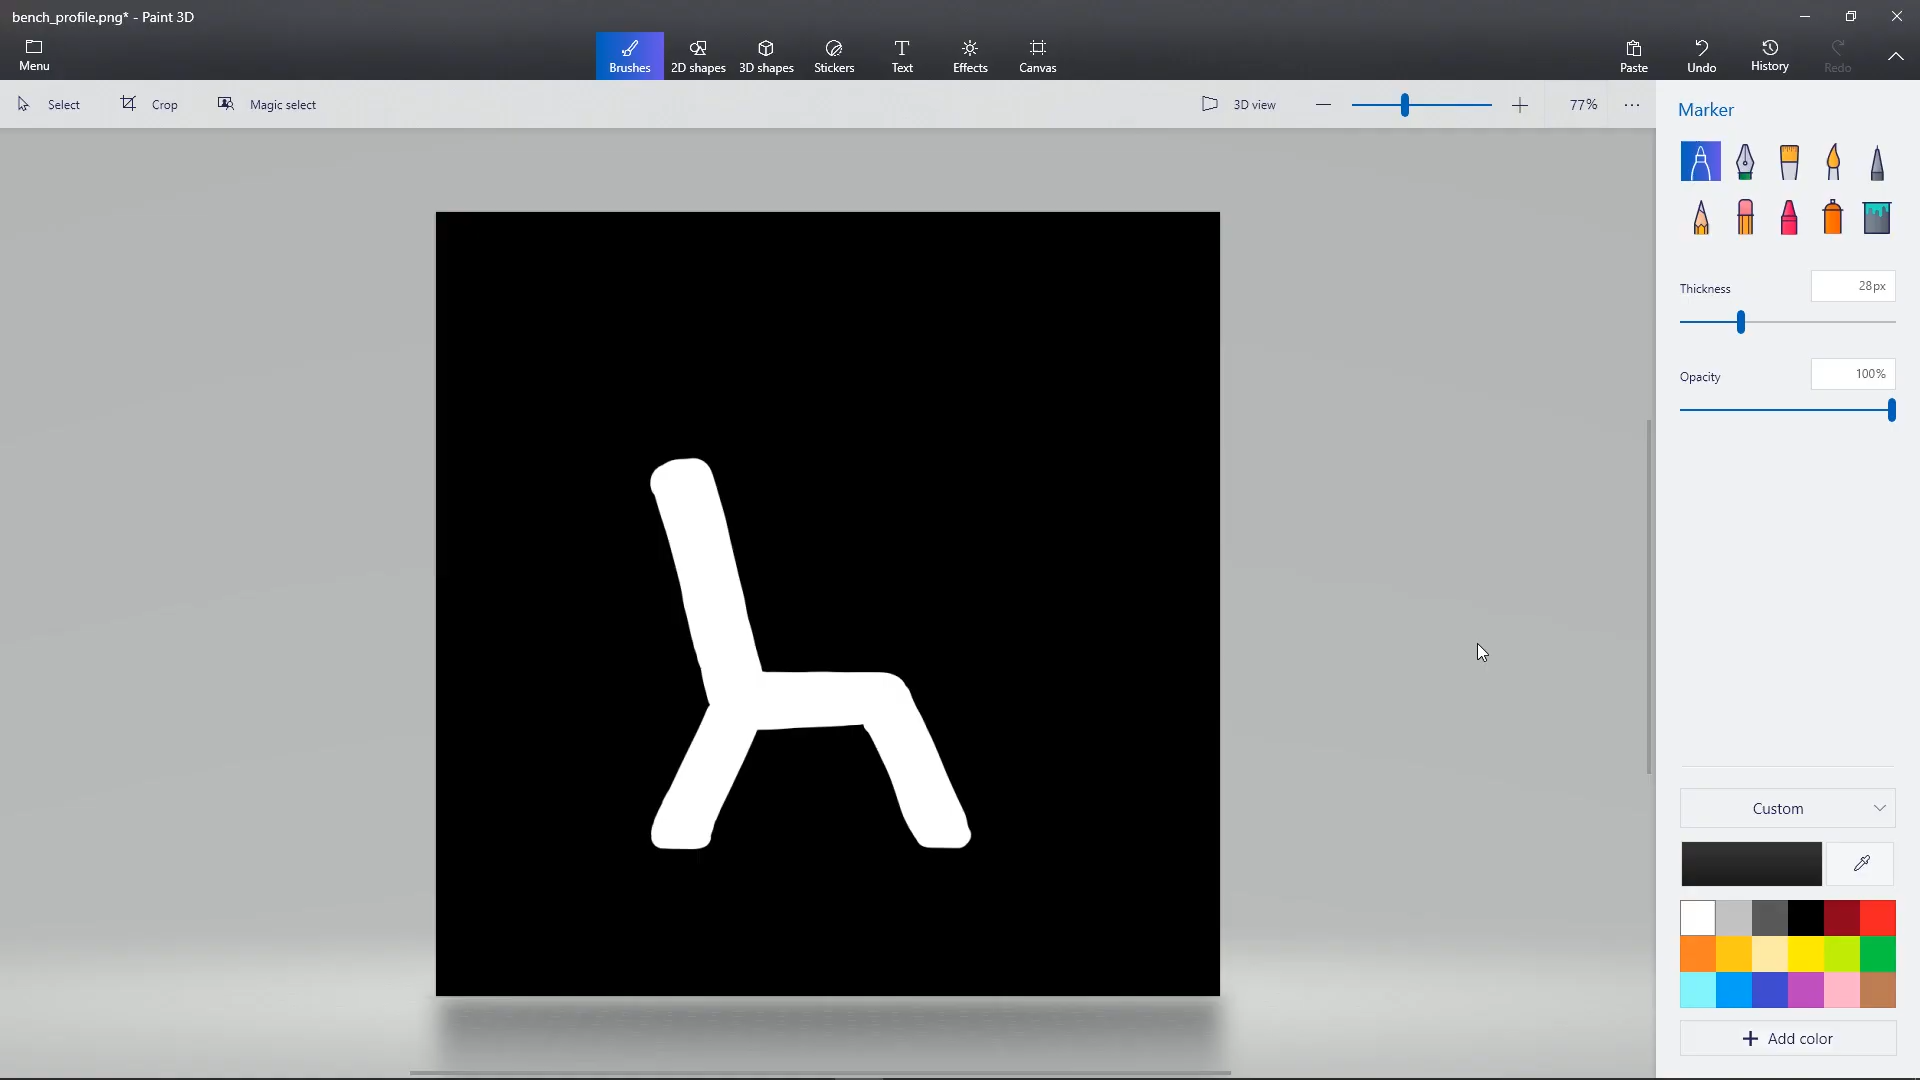 bench_profile.png* - Paint 3D
Menu
Brushes
2D shapes
3D shapes
Stickers
Text
Effects
Canvas
Paste
Undo
History
Redo
Select
Crop
Magic select
3D view
77%
Marker
Thickness
28px
Opacity
100%
Custom
Add color